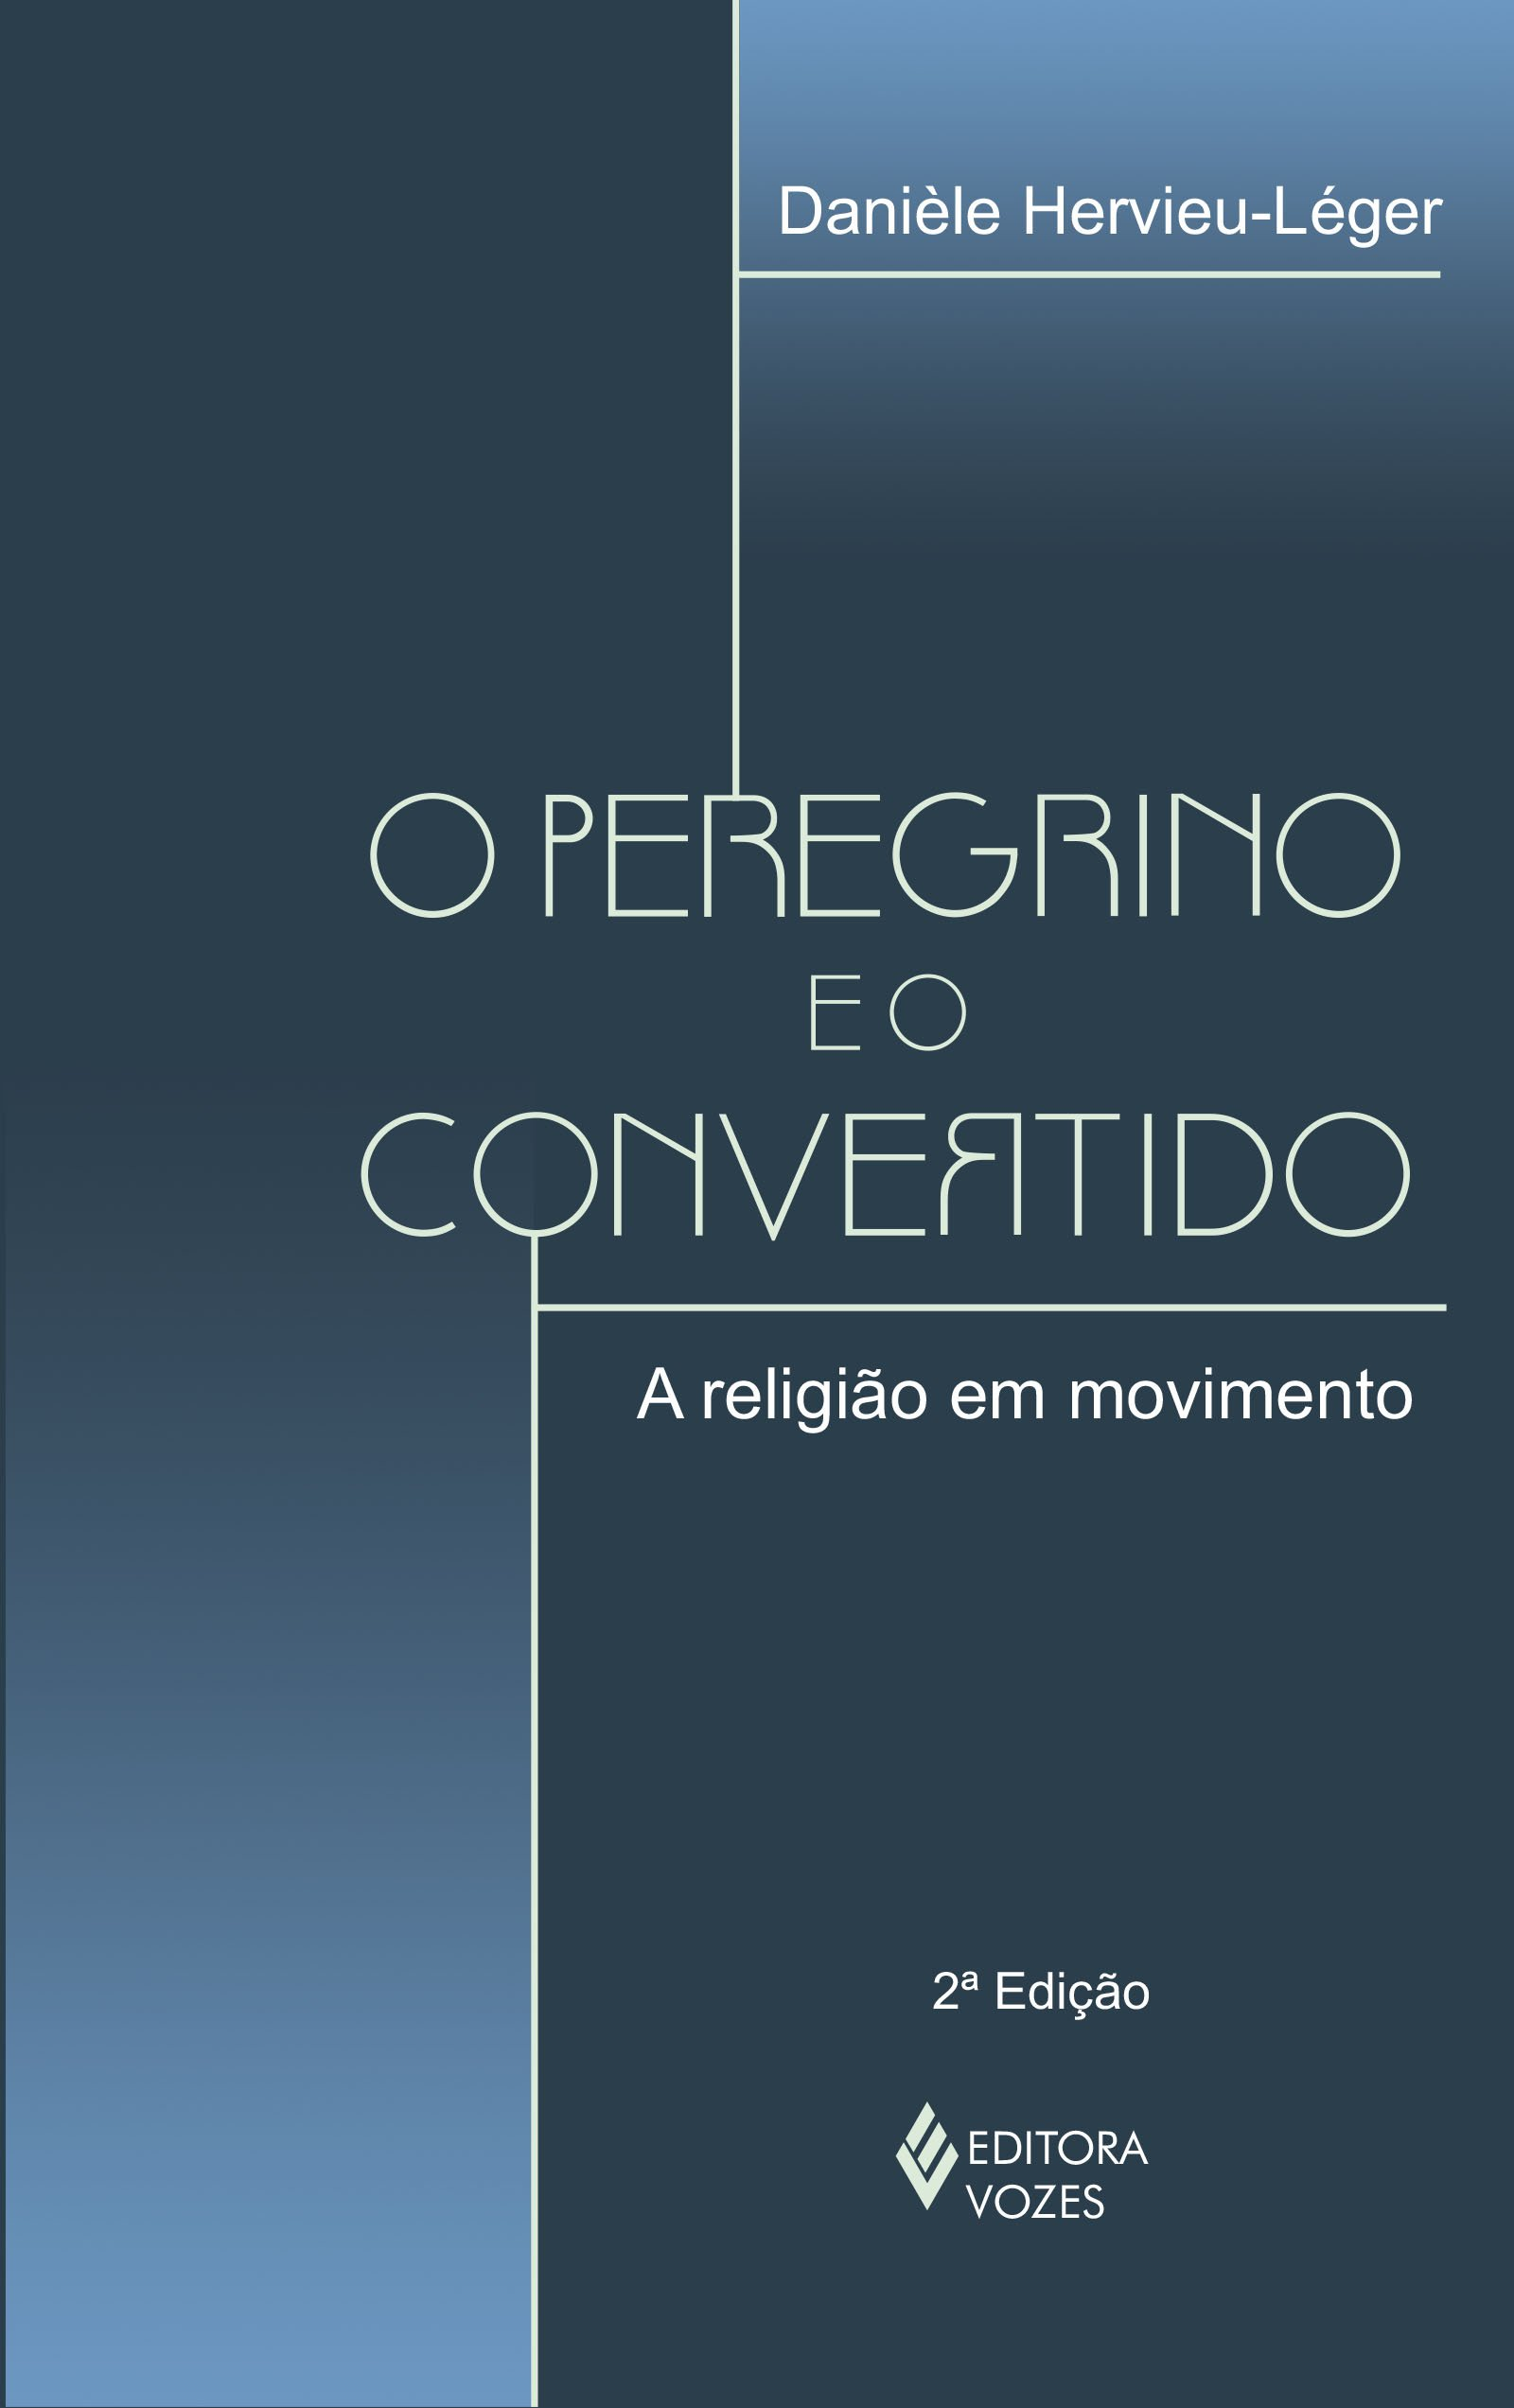 Danièle Hervieu-Léger
O PEREGRINO
E O
CONVERTIDO
A religião em movimento
2ª Edição
EDITORA
VOZES